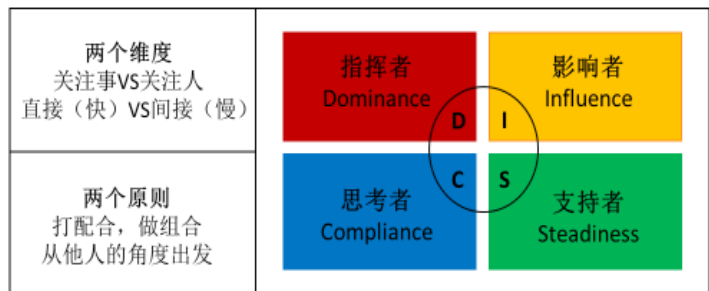 两个维度
关注事VS关注人
直接（快）VS间接（慢）
两个原则
打配合，做组合
从他人的角度出发
指挥者
Dominance
影响者
Influence
D
I
C
S
思考者
Compliance
支持者
Steadiness